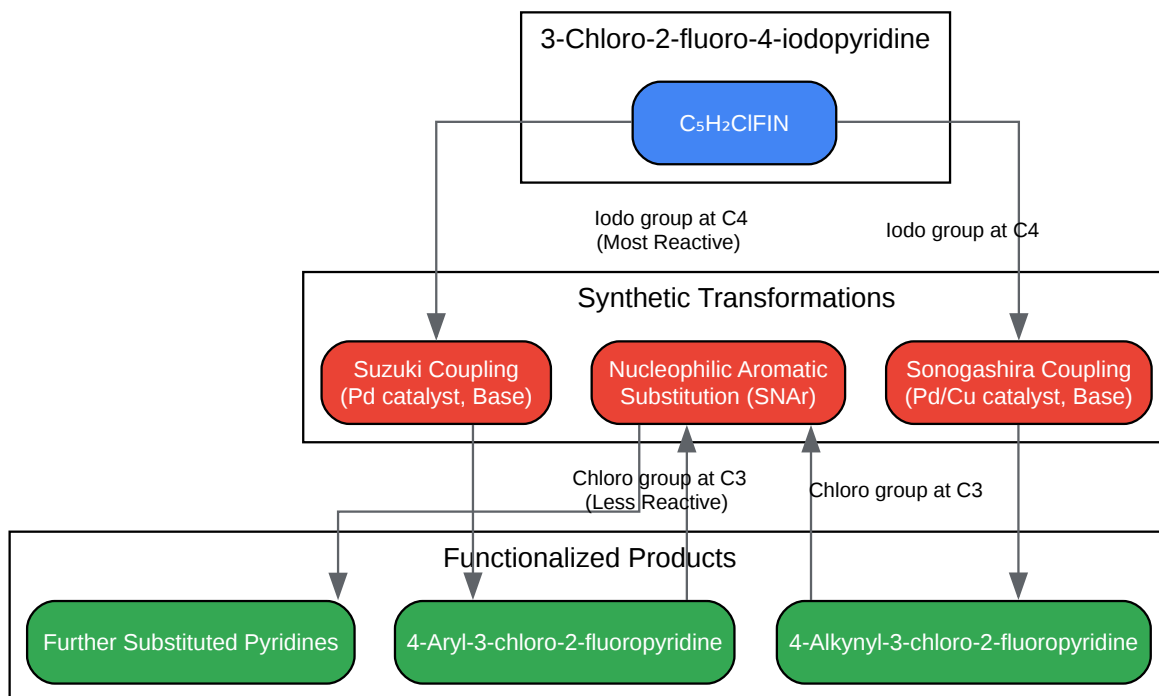 3-Chloro-2-fluoro-4-iodopyridine
C₅H₂ClFIN
Iodo group at C4
(Most Reactive)
Iodo group at C4
Synthetic Transformations
Suzuki Coupling
(Pd catalyst, Base)
Nucleophilic Aromatic
Substitution (SNAr)
Sonogashira Coupling
(Pd/Cu catalyst, Base)
Chloro group at C3
(Less Reactive)
Chloro group at C3
Functionalized Products
Further Substituted Pyridines
4-Aryl-3-chloro-2-fluoropyridine
4-Alkynyl-3-chloro-2-fluoropyridine